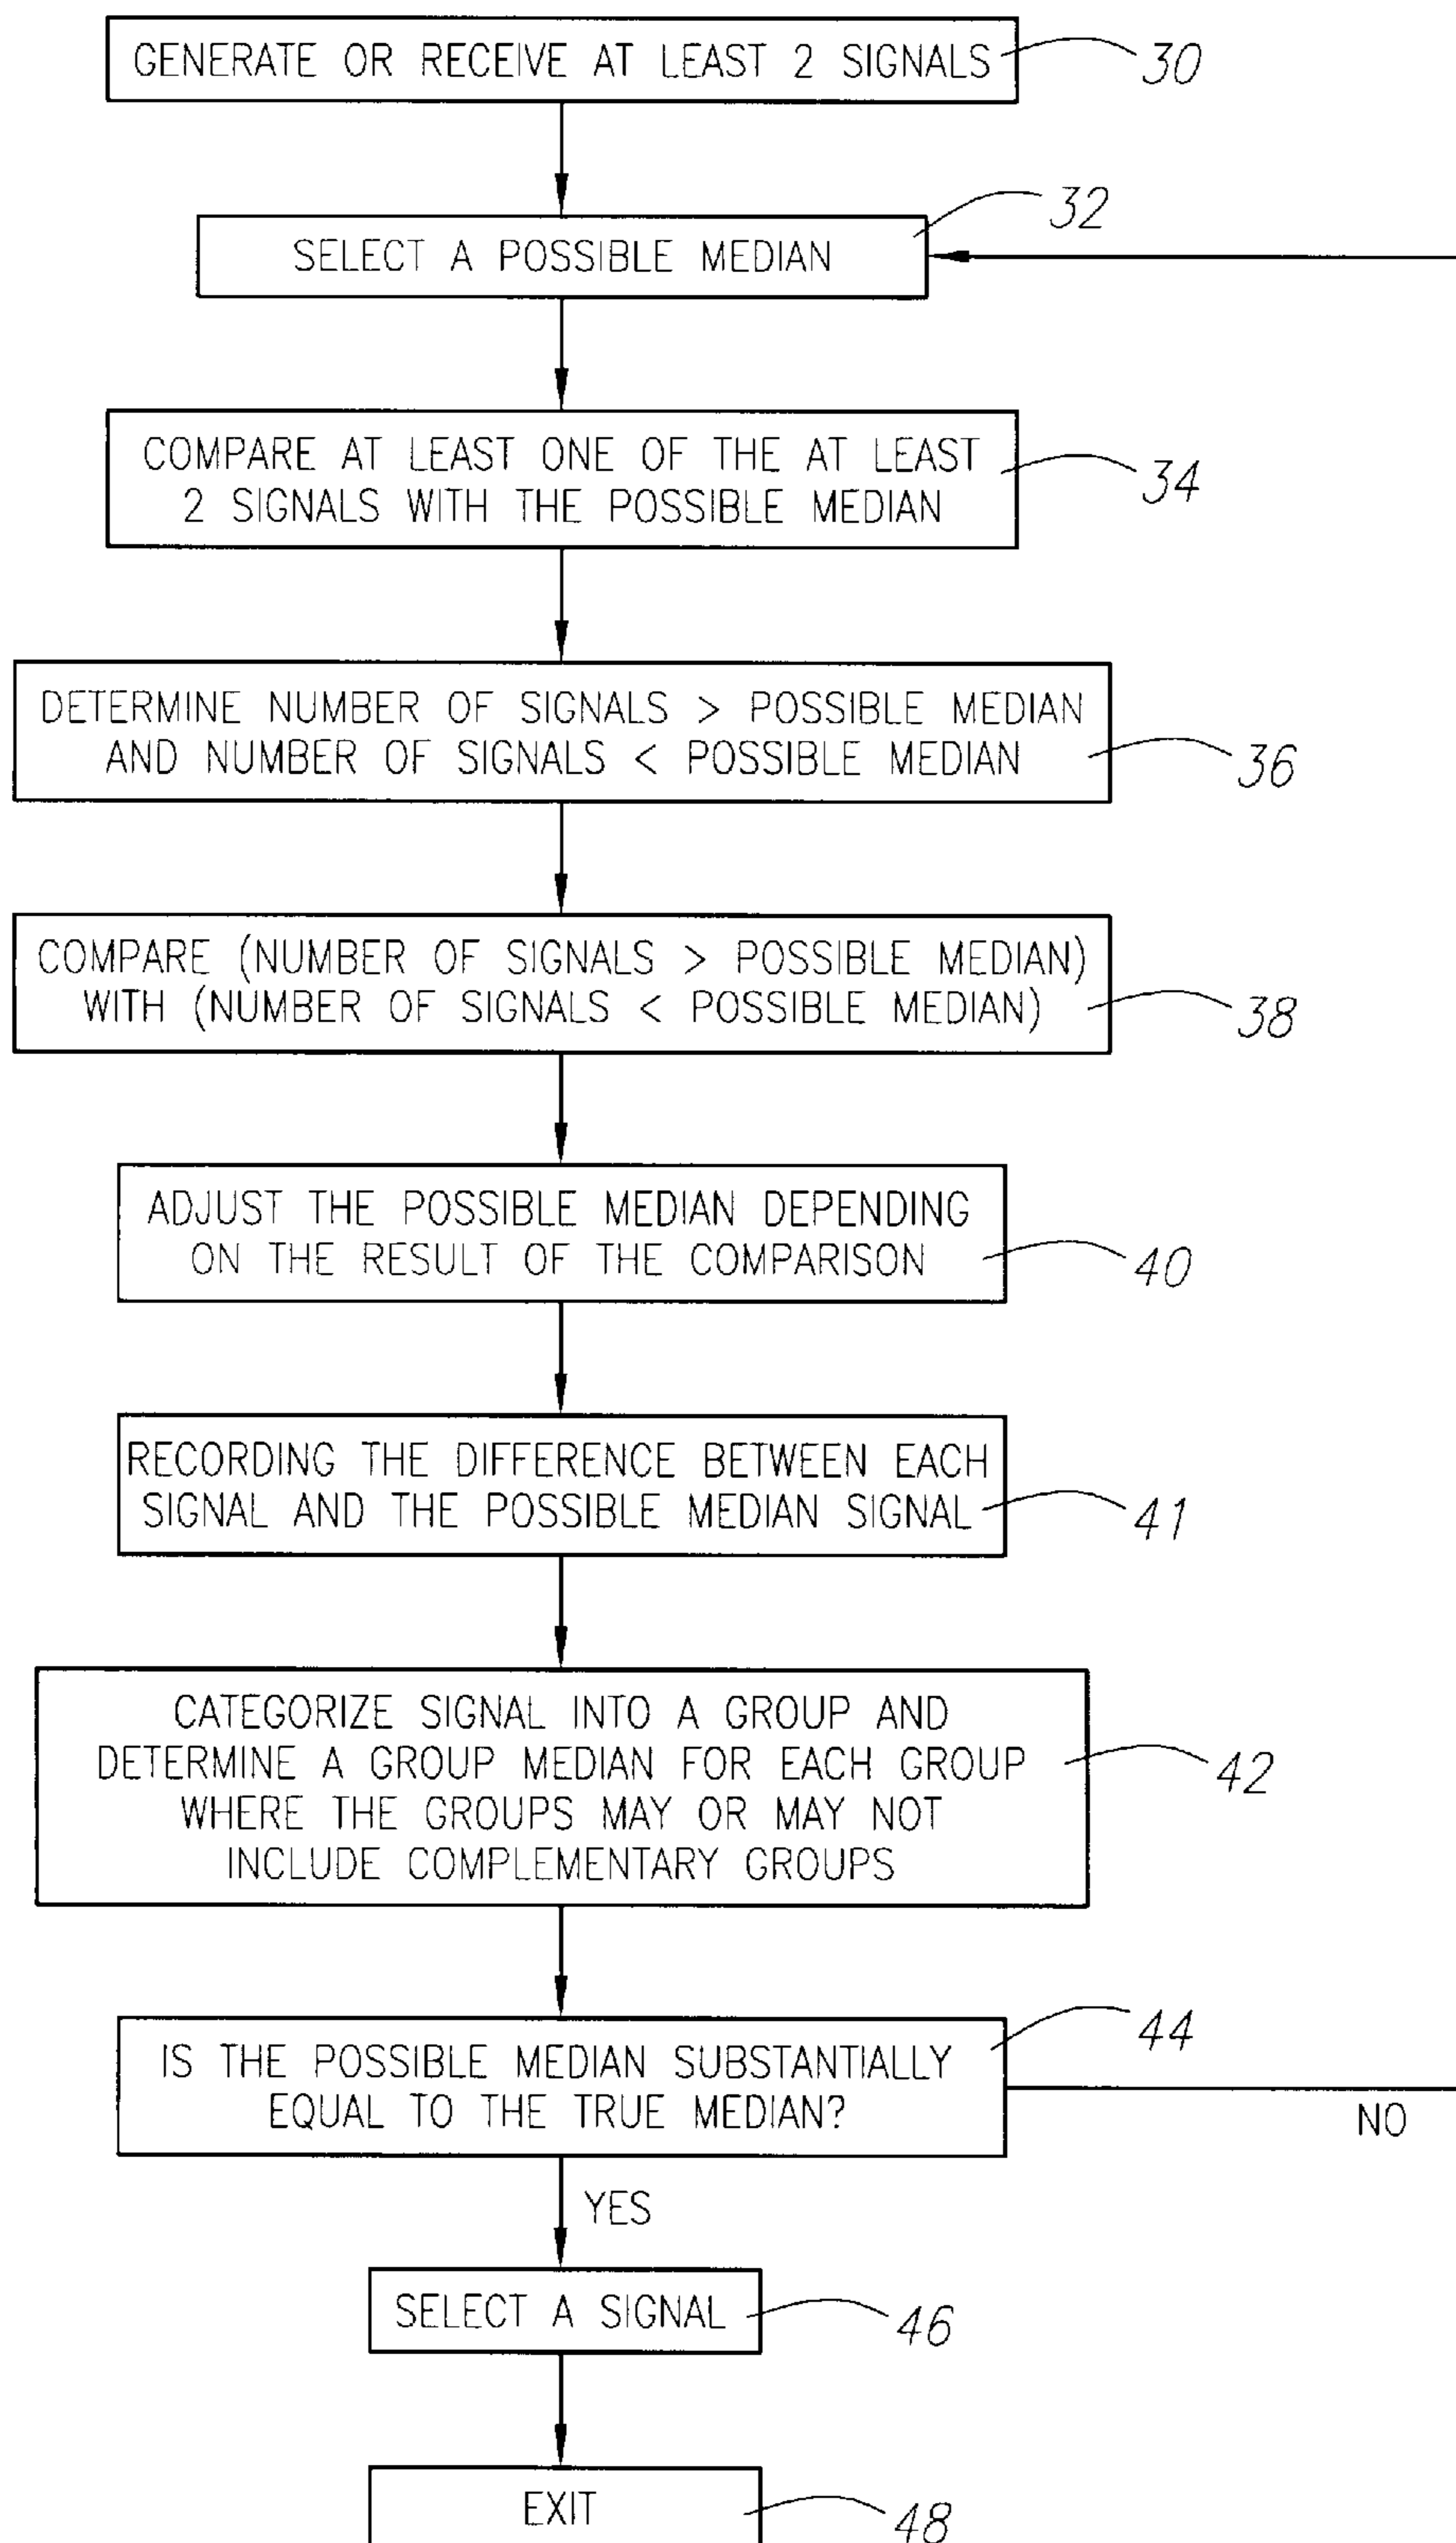 GENERATE OR RECEIVE AT LEAST 2 SIGNALS
30
SELECT A POSSIBLE MEDIAN
32
COMPARE AT LEAST ONE OF THE AT LEAST
2 SIGNALS WITH THE POSSIBLE MEDIAN
34
DETERMINE NUMBER OF SIGNALS > POSSIBLE MEDIAN
AND NUMBER OF SIGNALS < POSSIBLE MEDIAN
36
COMPARE (NUMBER OF SIGNALS > POSSIBLE MEDIAN)
WITH (NUMBER OF SIGNALS < POSSIBLE MEDIAN)
38
ADJUST THE POSSIBLE MEDIAN DEPENDING
ON THE RESULT OF THE COMPARISON
40
RECORDING THE DIFFERENCE BETWEEN EACH
SIGNAL AND THE POSSIBLE MEDIAN SIGNAL
41
CATEGORIZE SIGNAL INTO A GROUP AND
DETERMINE A GROUP MEDIAN FOR EACH GROUP
WHERE THE GROUPS MAY OR MAY NOT
INCLUDE COMPLEMENTARY GROUPS
42
IS THE POSSIBLE MEDIAN SUBSTANTIALLY
EQUAL TO THE TRUE MEDIAN?
44
NO
YES
SELECT A SIGNAL
46
EXIT
48